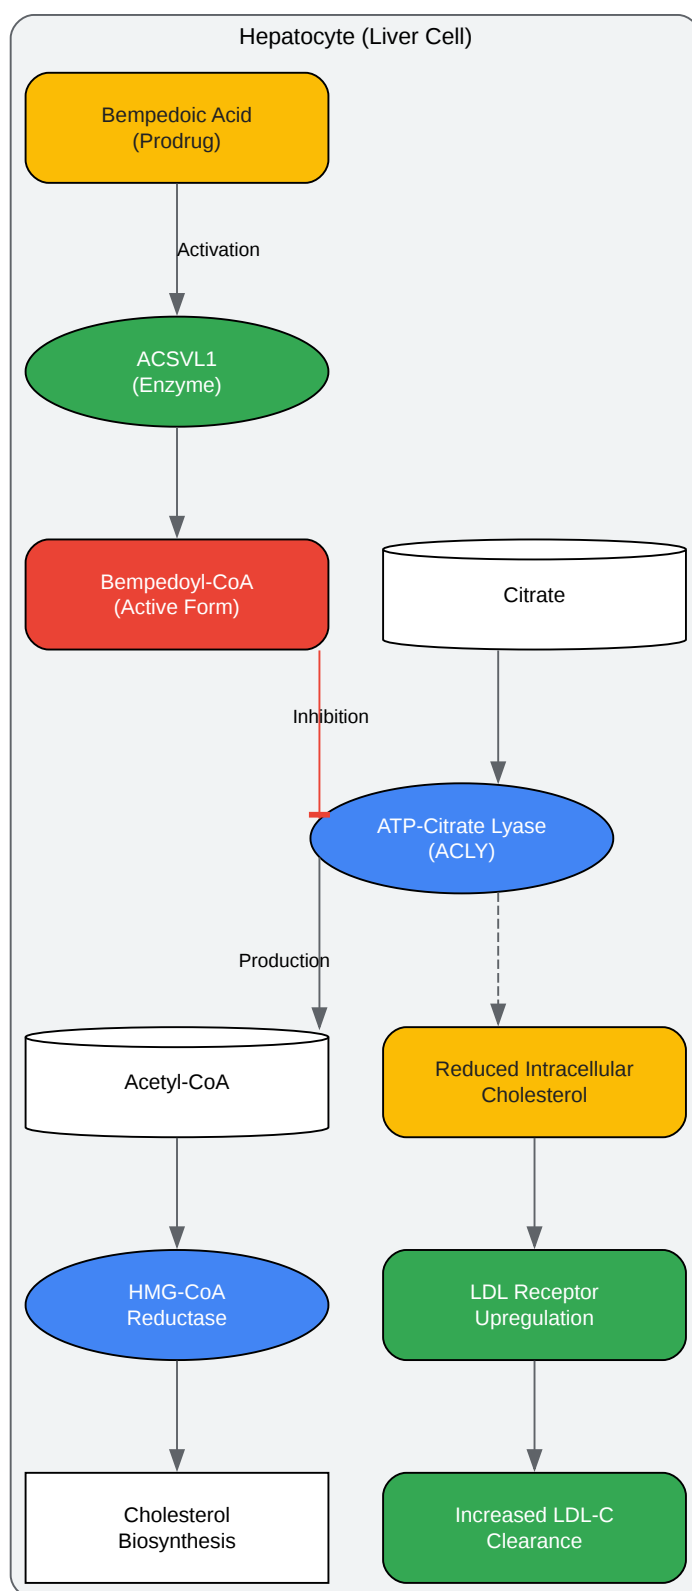 Hepatocyte (Liver Cell)
Bempedoic Acid
(Prodrug)
Activation
ACSVL1
(Enzyme)
Bempedoyl-CoA
(Active Form)
Citrate
Inhibition
ATP-Citrate Lyase
(ACLY)
Production
Acetyl-CoA
Reduced Intracellular
Cholesterol
HMG-CoA
Reductase
LDL Receptor
Upregulation
Cholesterol
Biosynthesis
Increased LDL-C
Clearance